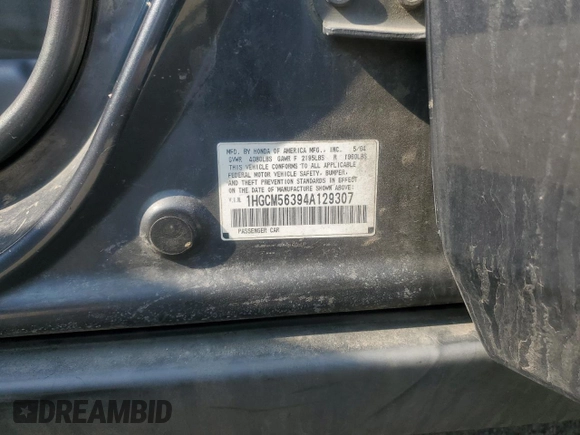 MFD. BY HONDA OF AMERICA MFG., INC. 5/04
GVWR 4080LBS GAWR F 2195LBS R 1900LBS
THIS VEHICLE CONFORMS TO ALL APPLICABLE
FEDERAL MOTOR VEHICLE SAFETY, BUMPER,
AND THEFT PREVENTION STANDARDS IN EFFECT
ON THE DATE OF MANUFACTURE SHOWN ABOVE.
V.I.N. 1HGCM56394A129307
PASSENGER CAR
DREAMBID